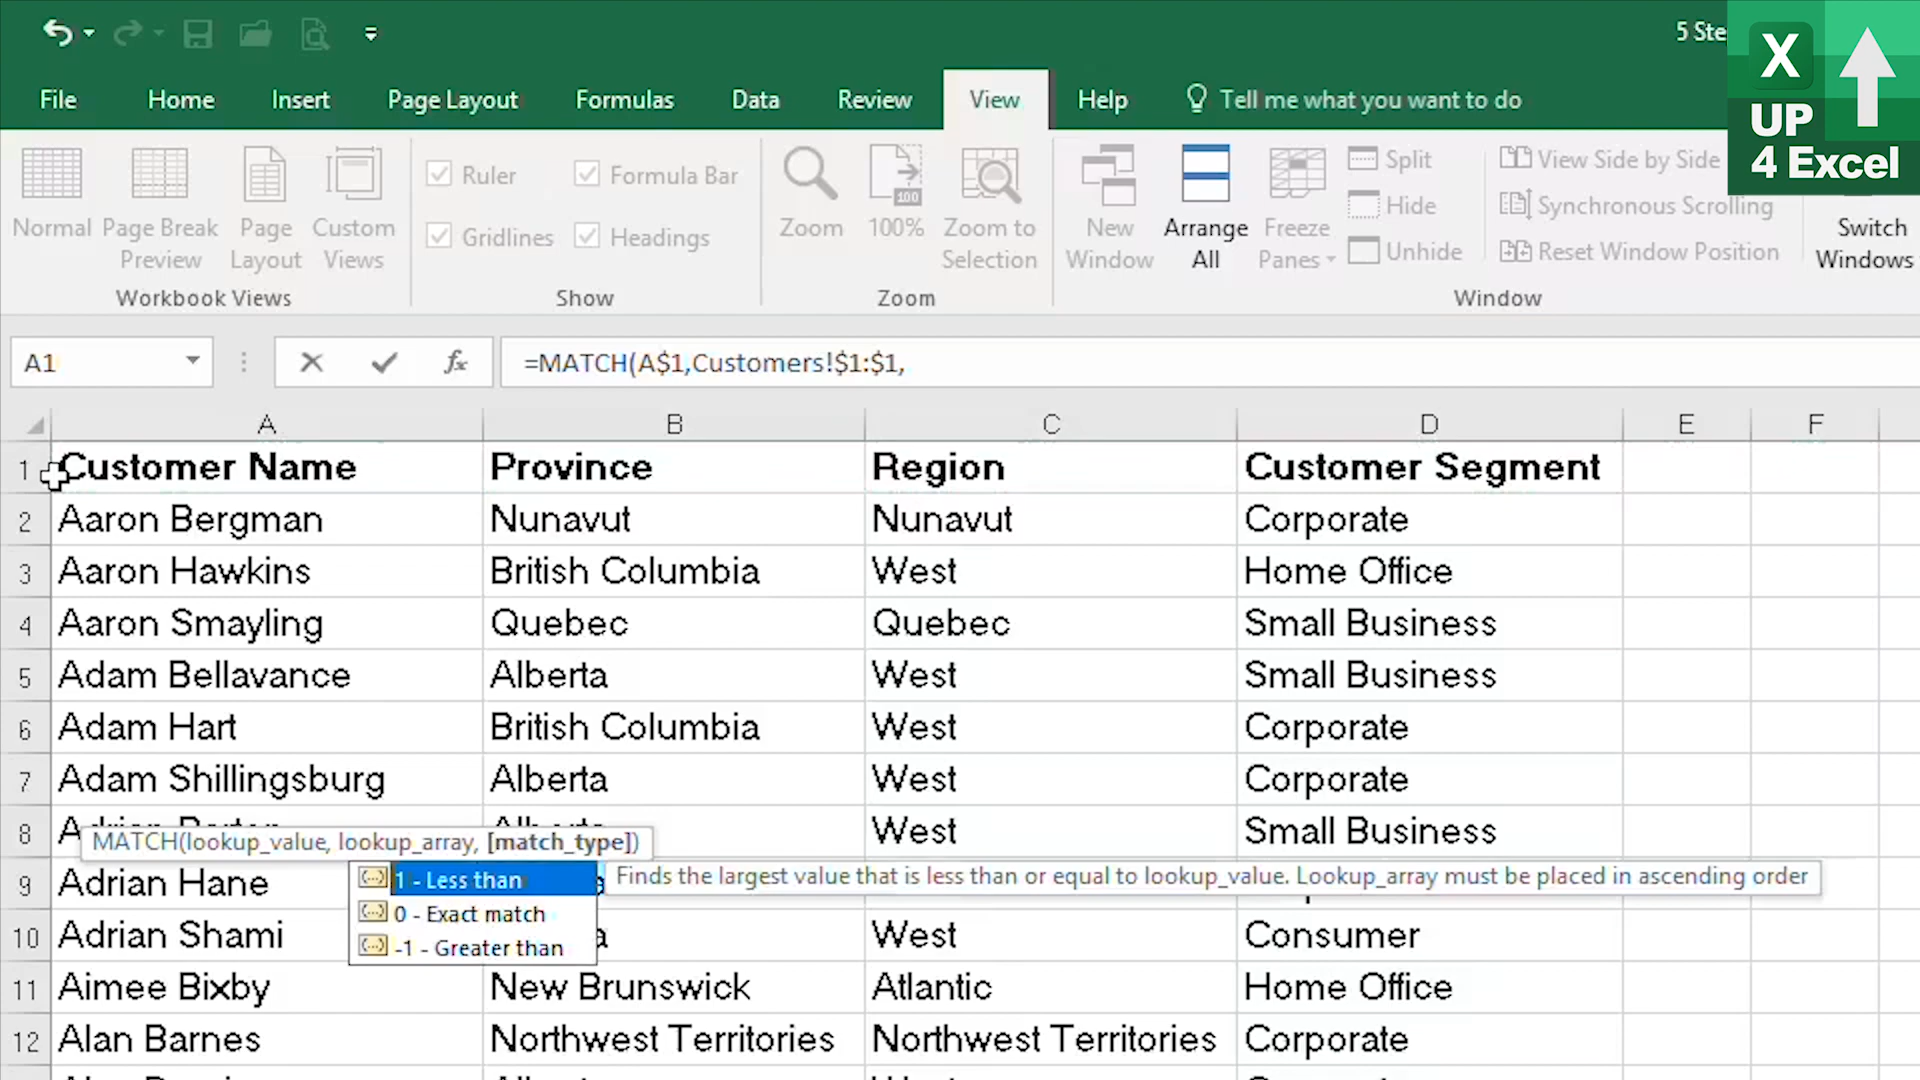 5 Ste
X
UP
4 Excel
File Home Insert Page Layout Formulas Data Review View Help Tell me what you want to do
Normal Page Break Preview Page Layout Custom Views
Workbook Views
Ruler Formula Bar
Gridlines Headings
Show
Zoom 100% Zoom to Selection
100
Zoom
New Window Arrange All Freeze Panes
Split
Hide
Unhide
View Side by Side
Synchronous Scrolling
Reset Window Position
Switch Windows
Window
A1 fx =MATCH(A$1,Customers!$1:$1,
A B C D E F
1 Customer Name Province Region Customer Segment
2 Aaron Bergman Nunavut Nunavut Corporate
3 Aaron Hawkins British Columbia West Home Office
4 Aaron Smayling Quebec Quebec Small Business
5 Adam Bellavance Alberta West Small Business
6 Adam Hart British Columbia West Corporate
7 Adam Shillingsburg Alberta West Corporate
8 West Small Business
MATCH(lookup_value, lookup_array, [match_type])
9 Adrian Hane
1 - Less than
Finds the largest value that is less than or equal to lookup_value. Lookup_array must be placed in ascending order
0 - Exact match
-1 - Greater than
10 Adrian Shami a West Consumer
11 Aimee Bixby New Brunswick Atlantic Home Office
12 Alan Barnes Northwest Territories Northwest Territories Corporate